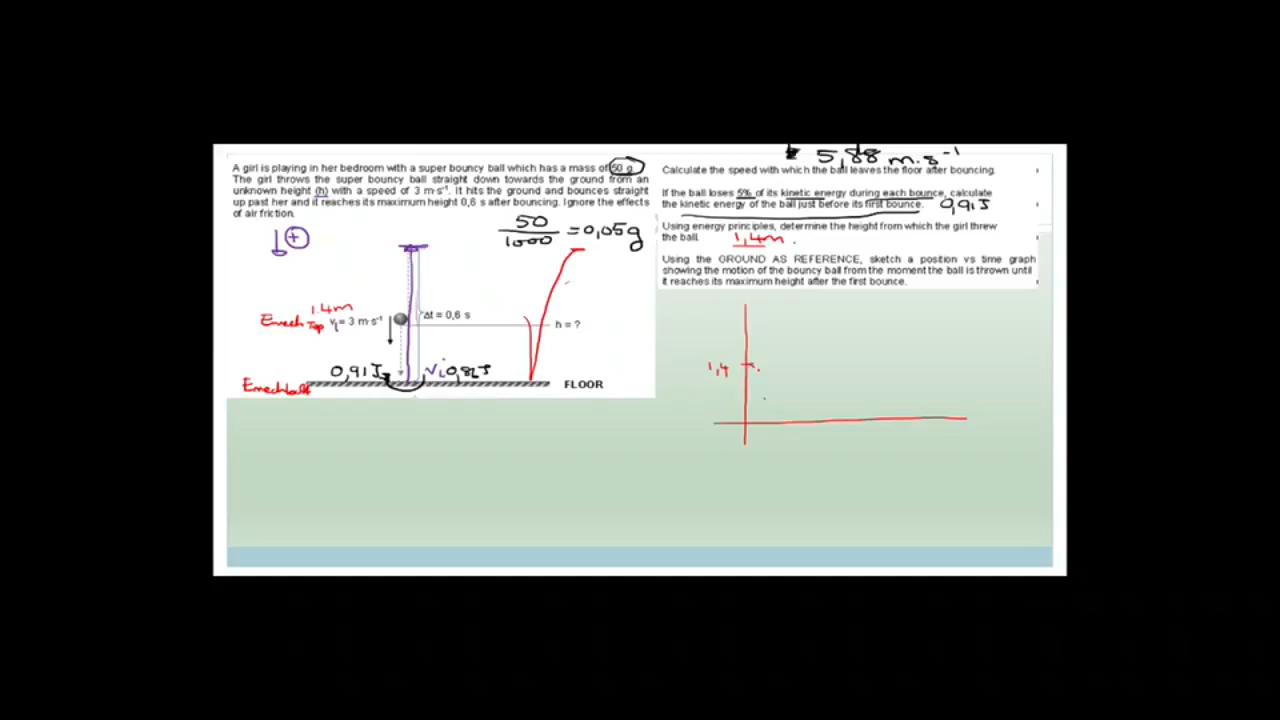 A girl is playing in her bedroom with a super bouncy ball which has a mass of 50 g.
The girl throws the super bouncy ball straight down towards the ground from an
unknown height (h) with a speed of 3 m·s⁻¹. It hits the ground and bounces straight
up past her and it reaches its maximum height 0,6 s after bouncing. Ignore the effects
of air friction.
50/1000 = 0,05g
+
1.4m
Emech Top
vᵢ = 3 m·s⁻¹
Δt = 0,6 s
h = ?
0,91J
Vi 0,86J
FLOOR
5,88 m.s⁻¹
Calculate the speed with which the ball leaves the floor after bouncing.
If the ball loses 5% of its kinetic energy during each bounce, calculate
the kinetic energy of the ball just before its first bounce. 0,91J
Using energy principles, determine the height from which the girl threw
the ball. 1,4m.
Using the GROUND AS REFERENCE, sketch a position vs time graph
showing the motion of the bouncy ball from the moment the ball is thrown until
it reaches its maximum height after the first bounce.
1,4